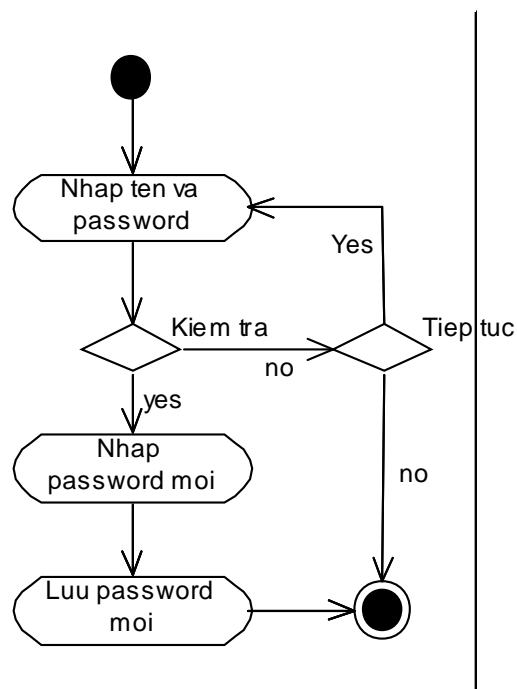 Nhap ten va
password
Yes
Kiem tra
Tiep tuc
no
yes
Nhap
password moi
no
Luu password
moi